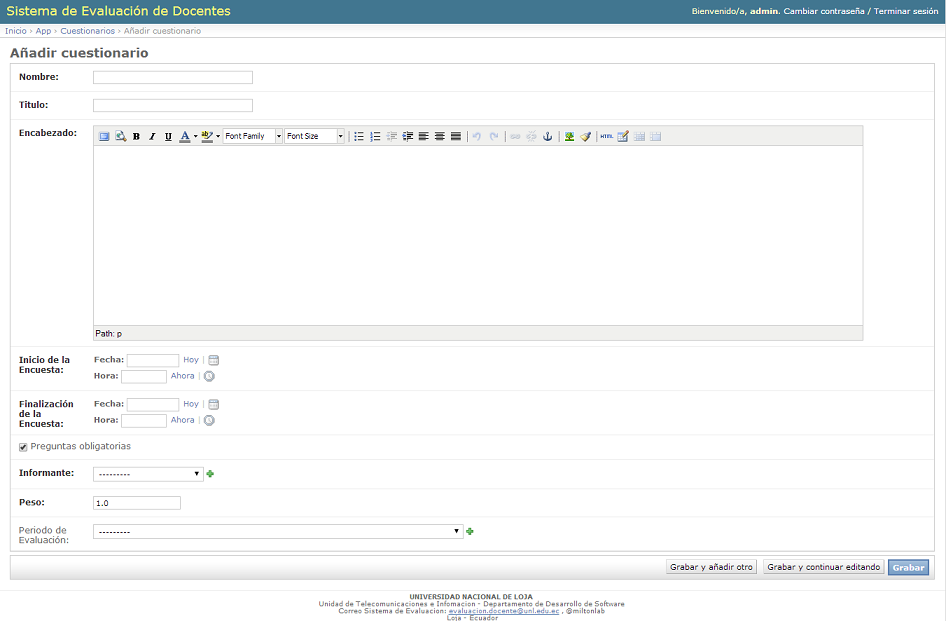 Sistema de Evaluación de Docentes
Bienvenido/a, admin. Cambiar contraseña / Terminar sesión
Inicio › App › Cuestionarios › Añadir cuestionario
Añadir cuestionario
Nombre:
Titulo:
Encabezado:
B I U A ab Font Family Font Size HTML
Path: p
Inicio de la
Encuesta:
Fecha: Hoy |
Hora: Ahora |
Finalización
de la
Encuesta:
Fecha: Hoy |
Hora: Ahora |
Preguntas obligatorias
Informante: ---------
Peso: 1.0
Periodo de
Evaluación:
---------
Grabar y añadir otro Grabar y continuar editando Grabar
UNIVERSIDAD NACIONAL DE LOJA
Unidad de Telecomunicaciones e Infomacion - Departamento de Desarrollo de Software
Correo Sistema de Evaluacion: evaluacion.docente@unl.edu.ec , @miltonlab
Loja - Ecuador